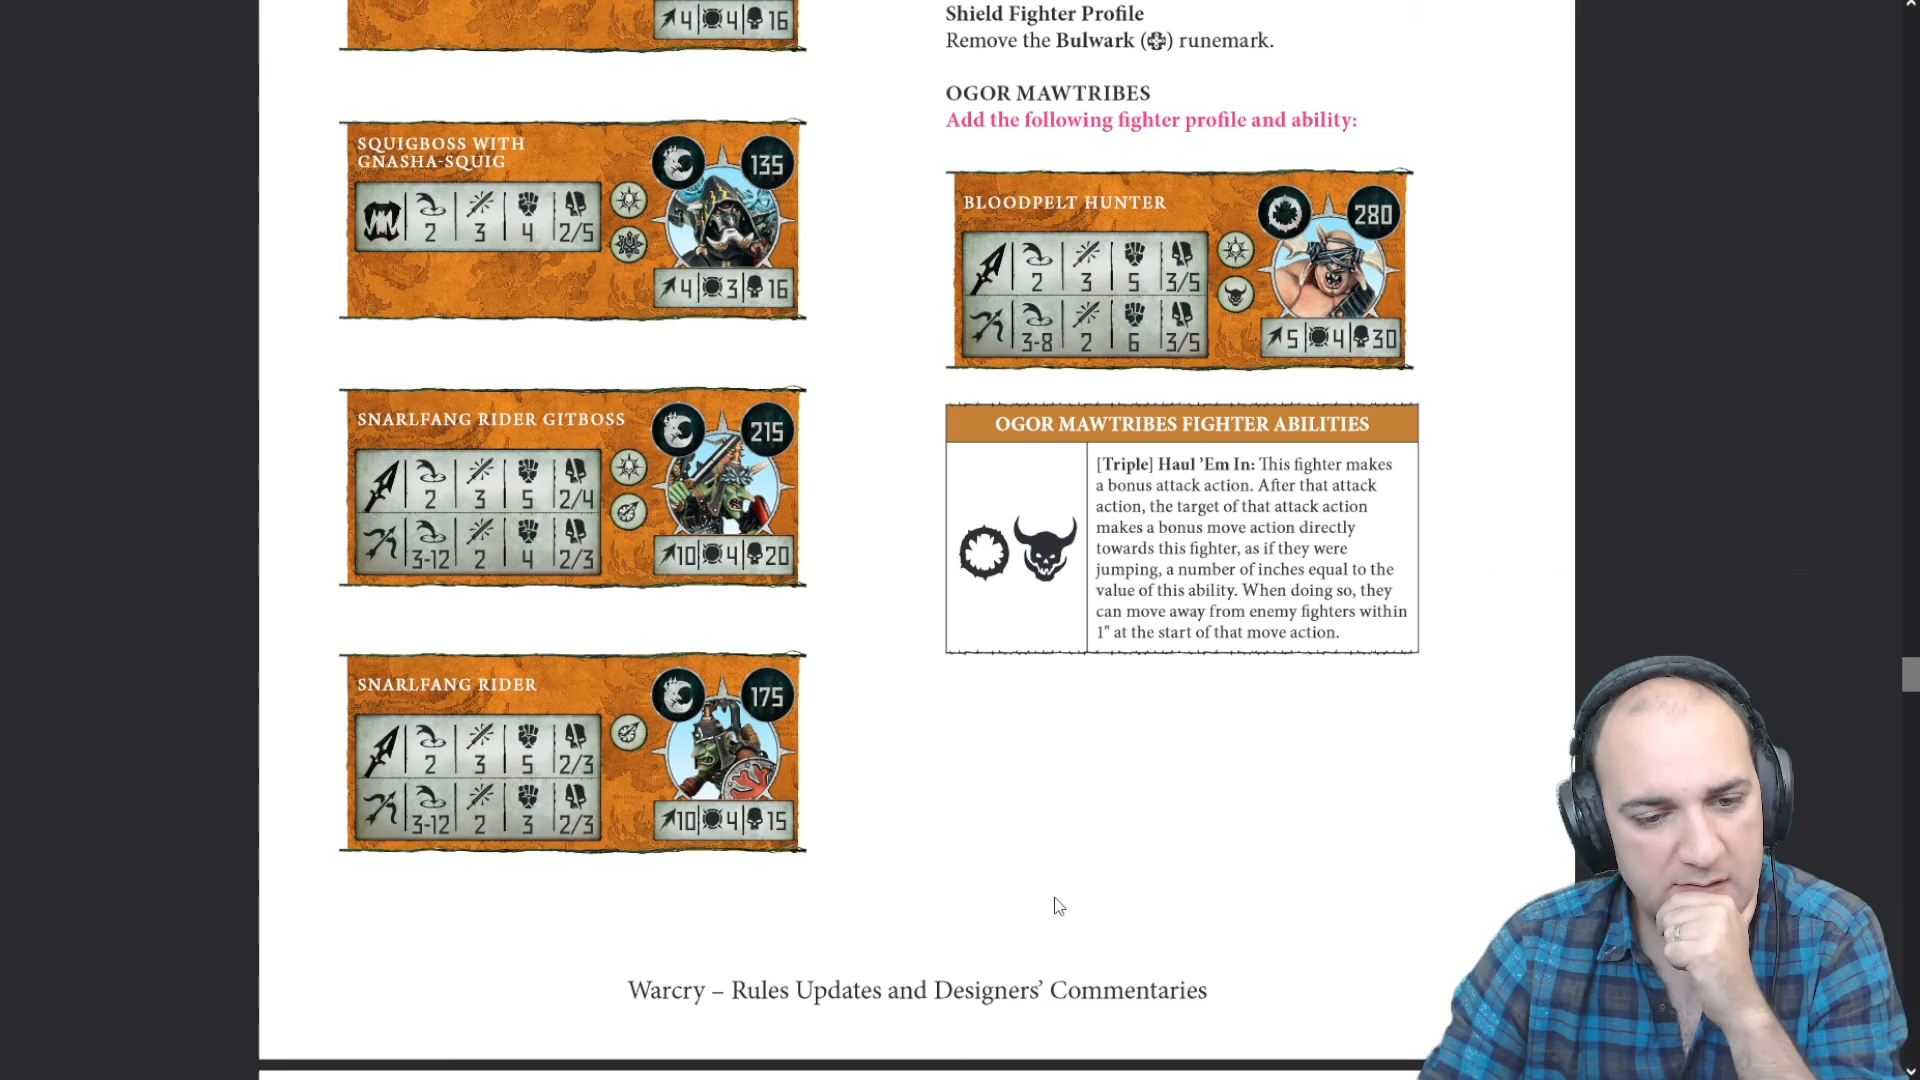 4 4 16
SQUIGBOSS WITH
GNASHA-SQUIG
135
2 3 4 2/5
4 3 16
SNARLFANG RIDER GITBOSS
215
2 3 5 2/4
3-12 2 4 2/3
10 4 20
SNARLFANG RIDER
175
2 3 5 2/3
3-12 2 3 2/3
10 4 15
Shield Fighter Profile
Remove the Bulwark () runemark.
OGOR MAWTRIBES
Add the following fighter profile and ability:
BLOODPELT HUNTER
280
2 3 5 3/5
3-8 2 6 3/5
5 4 30
OGOR MAWTRIBES FIGHTER ABILITIES
[Triple] Haul ’Em In: This fighter makes
a bonus attack action. After that attack
action, the target of that attack action
makes a bonus move action directly
towards this fighter, as if they were
jumping, a number of inches equal to the
value of this ability. When doing so, they
can move away from enemy fighters within
1" at the start of that move action.
Warcry – Rules Updates and Designers’ Commentaries